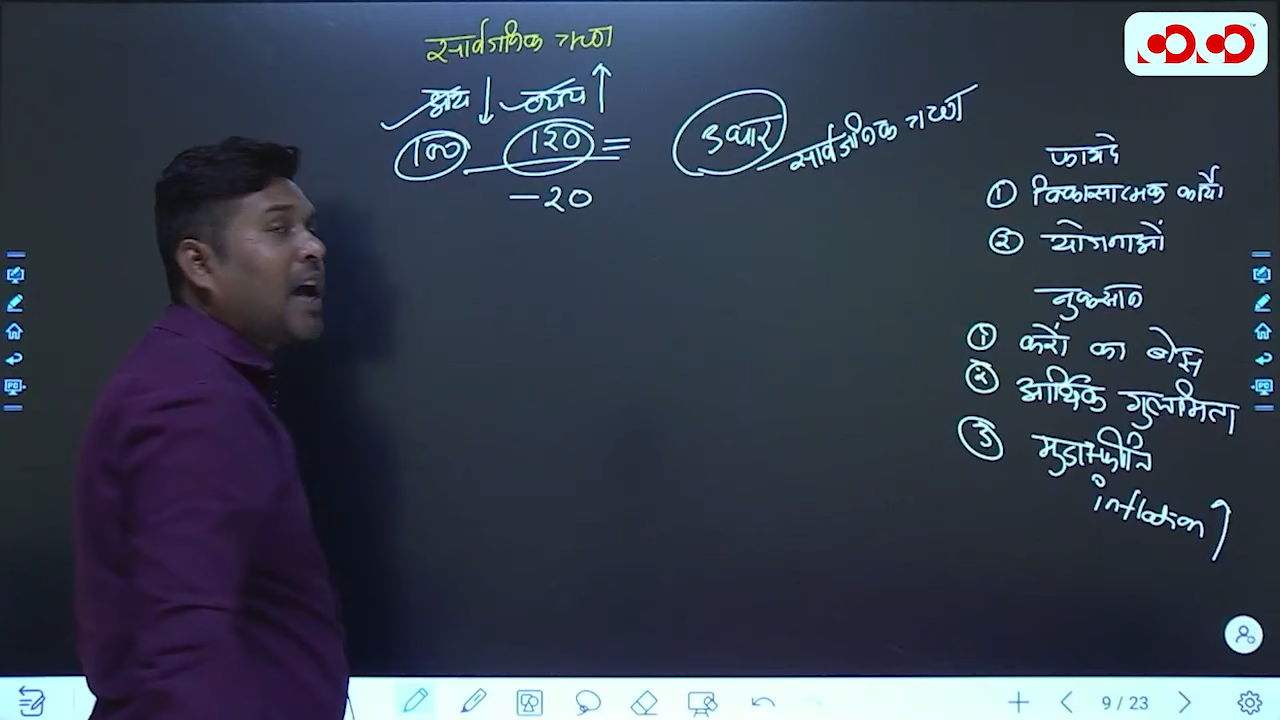 सार्वजनिक ऋण
आय ↓ व्यय ↑
100 120 =
-20
उधार सार्वजनिक ऋण
फायदे
① विकासात्मक कार्यो
② योजनाओं
नुकसान
① करों का बोझ
② आर्थिक गुलामिता
③ मुद्रास्फीति
inflation ↑
9 / 23